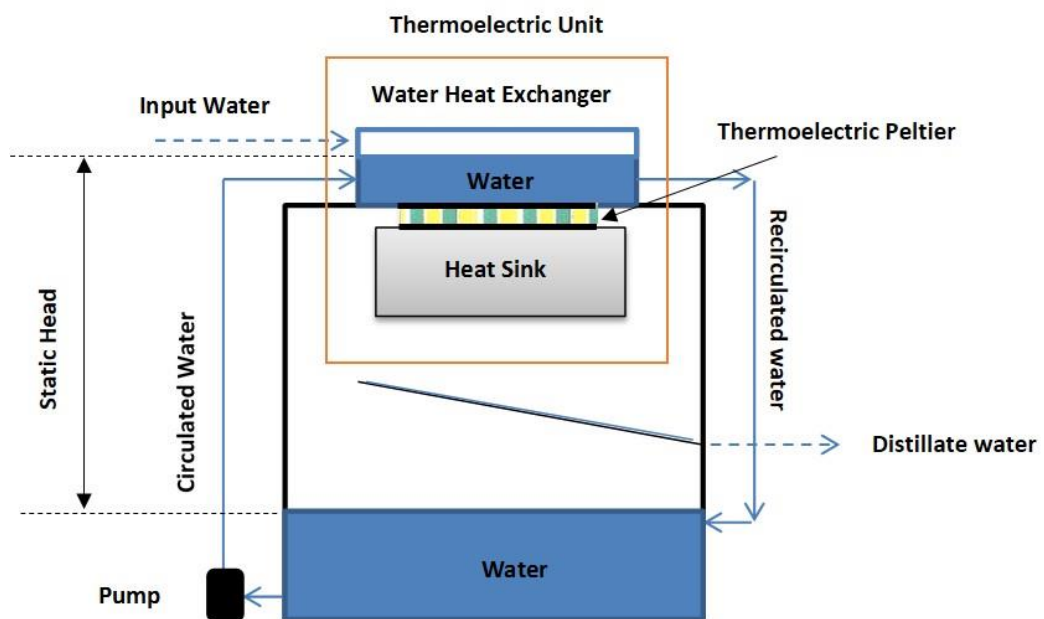 Thermoelectric Unit
Water Heat Exchanger
Input Water
Thermoelectric Peltier
Water
Heat Sink
Static Head
Circulated Water
Recirculated water
Distillate water
Water
Pump